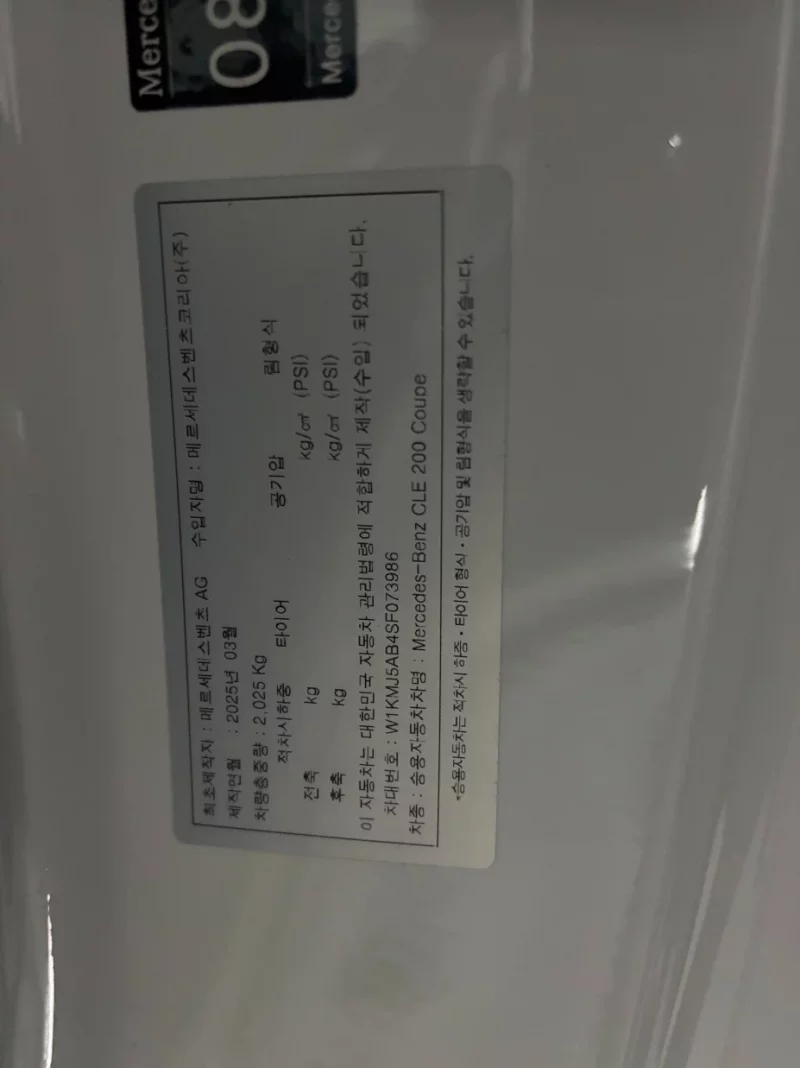 Merce
08
Merce
최초제작자 : 메르세데스벤츠 AG 수입자명 : 메르세데스벤츠코리아(주)
제작연월 : 2025년 03월
차량총중량 : 2,025 Kg
적차시하중 타이어 공기압 림형식
전축 kg kg/㎠ (PSI)
후축 kg kg/㎠ (PSI)
이 자동차는 대한민국 자동차 관리법령에 적합하게 제작(수입) 되었습니다.
차대번호 : W1KMJ5AB4SF073986
차종 : 승용자동차차명 : Mercedes-Benz CLE 200 Coupe
*승용자동차는 적차시 하중 · 타이어 형식 · 공기압 및 림형식을 생략할 수 있습니다.